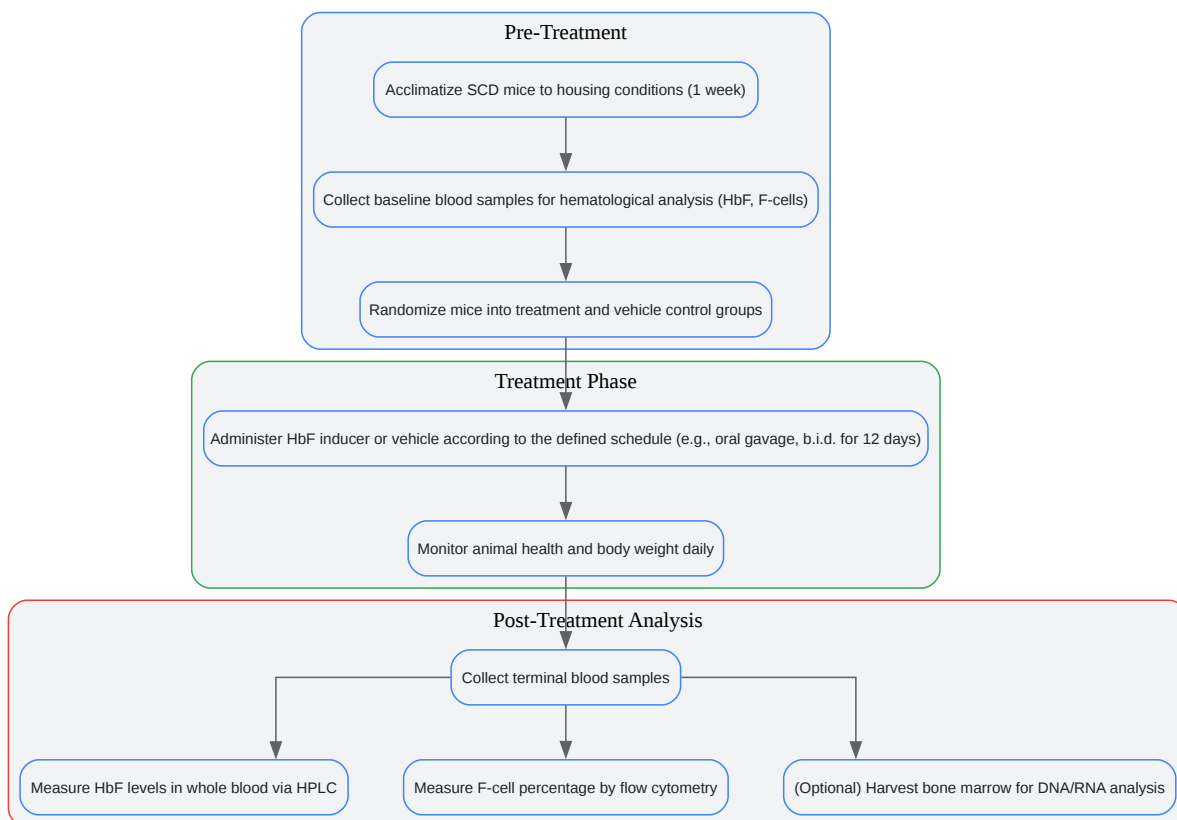 Pre-Treatment
Acclimatize SCD mice to housing conditions (1 week)
Collect baseline blood samples for hematological analysis (HbF, F-cells)
Randomize mice into treatment and vehicle control groups
Treatment Phase
Administer HbF inducer or vehicle according to the defined schedule (e.g., oral gavage, b.i.d. for 12 days)
Monitor animal health and body weight daily
Post-Treatment Analysis
Collect terminal blood samples
Measure HbF levels in whole blood via HPLC
Measure F-cell percentage by flow cytometry
(Optional) Harvest bone marrow for DNA/RNA analysis